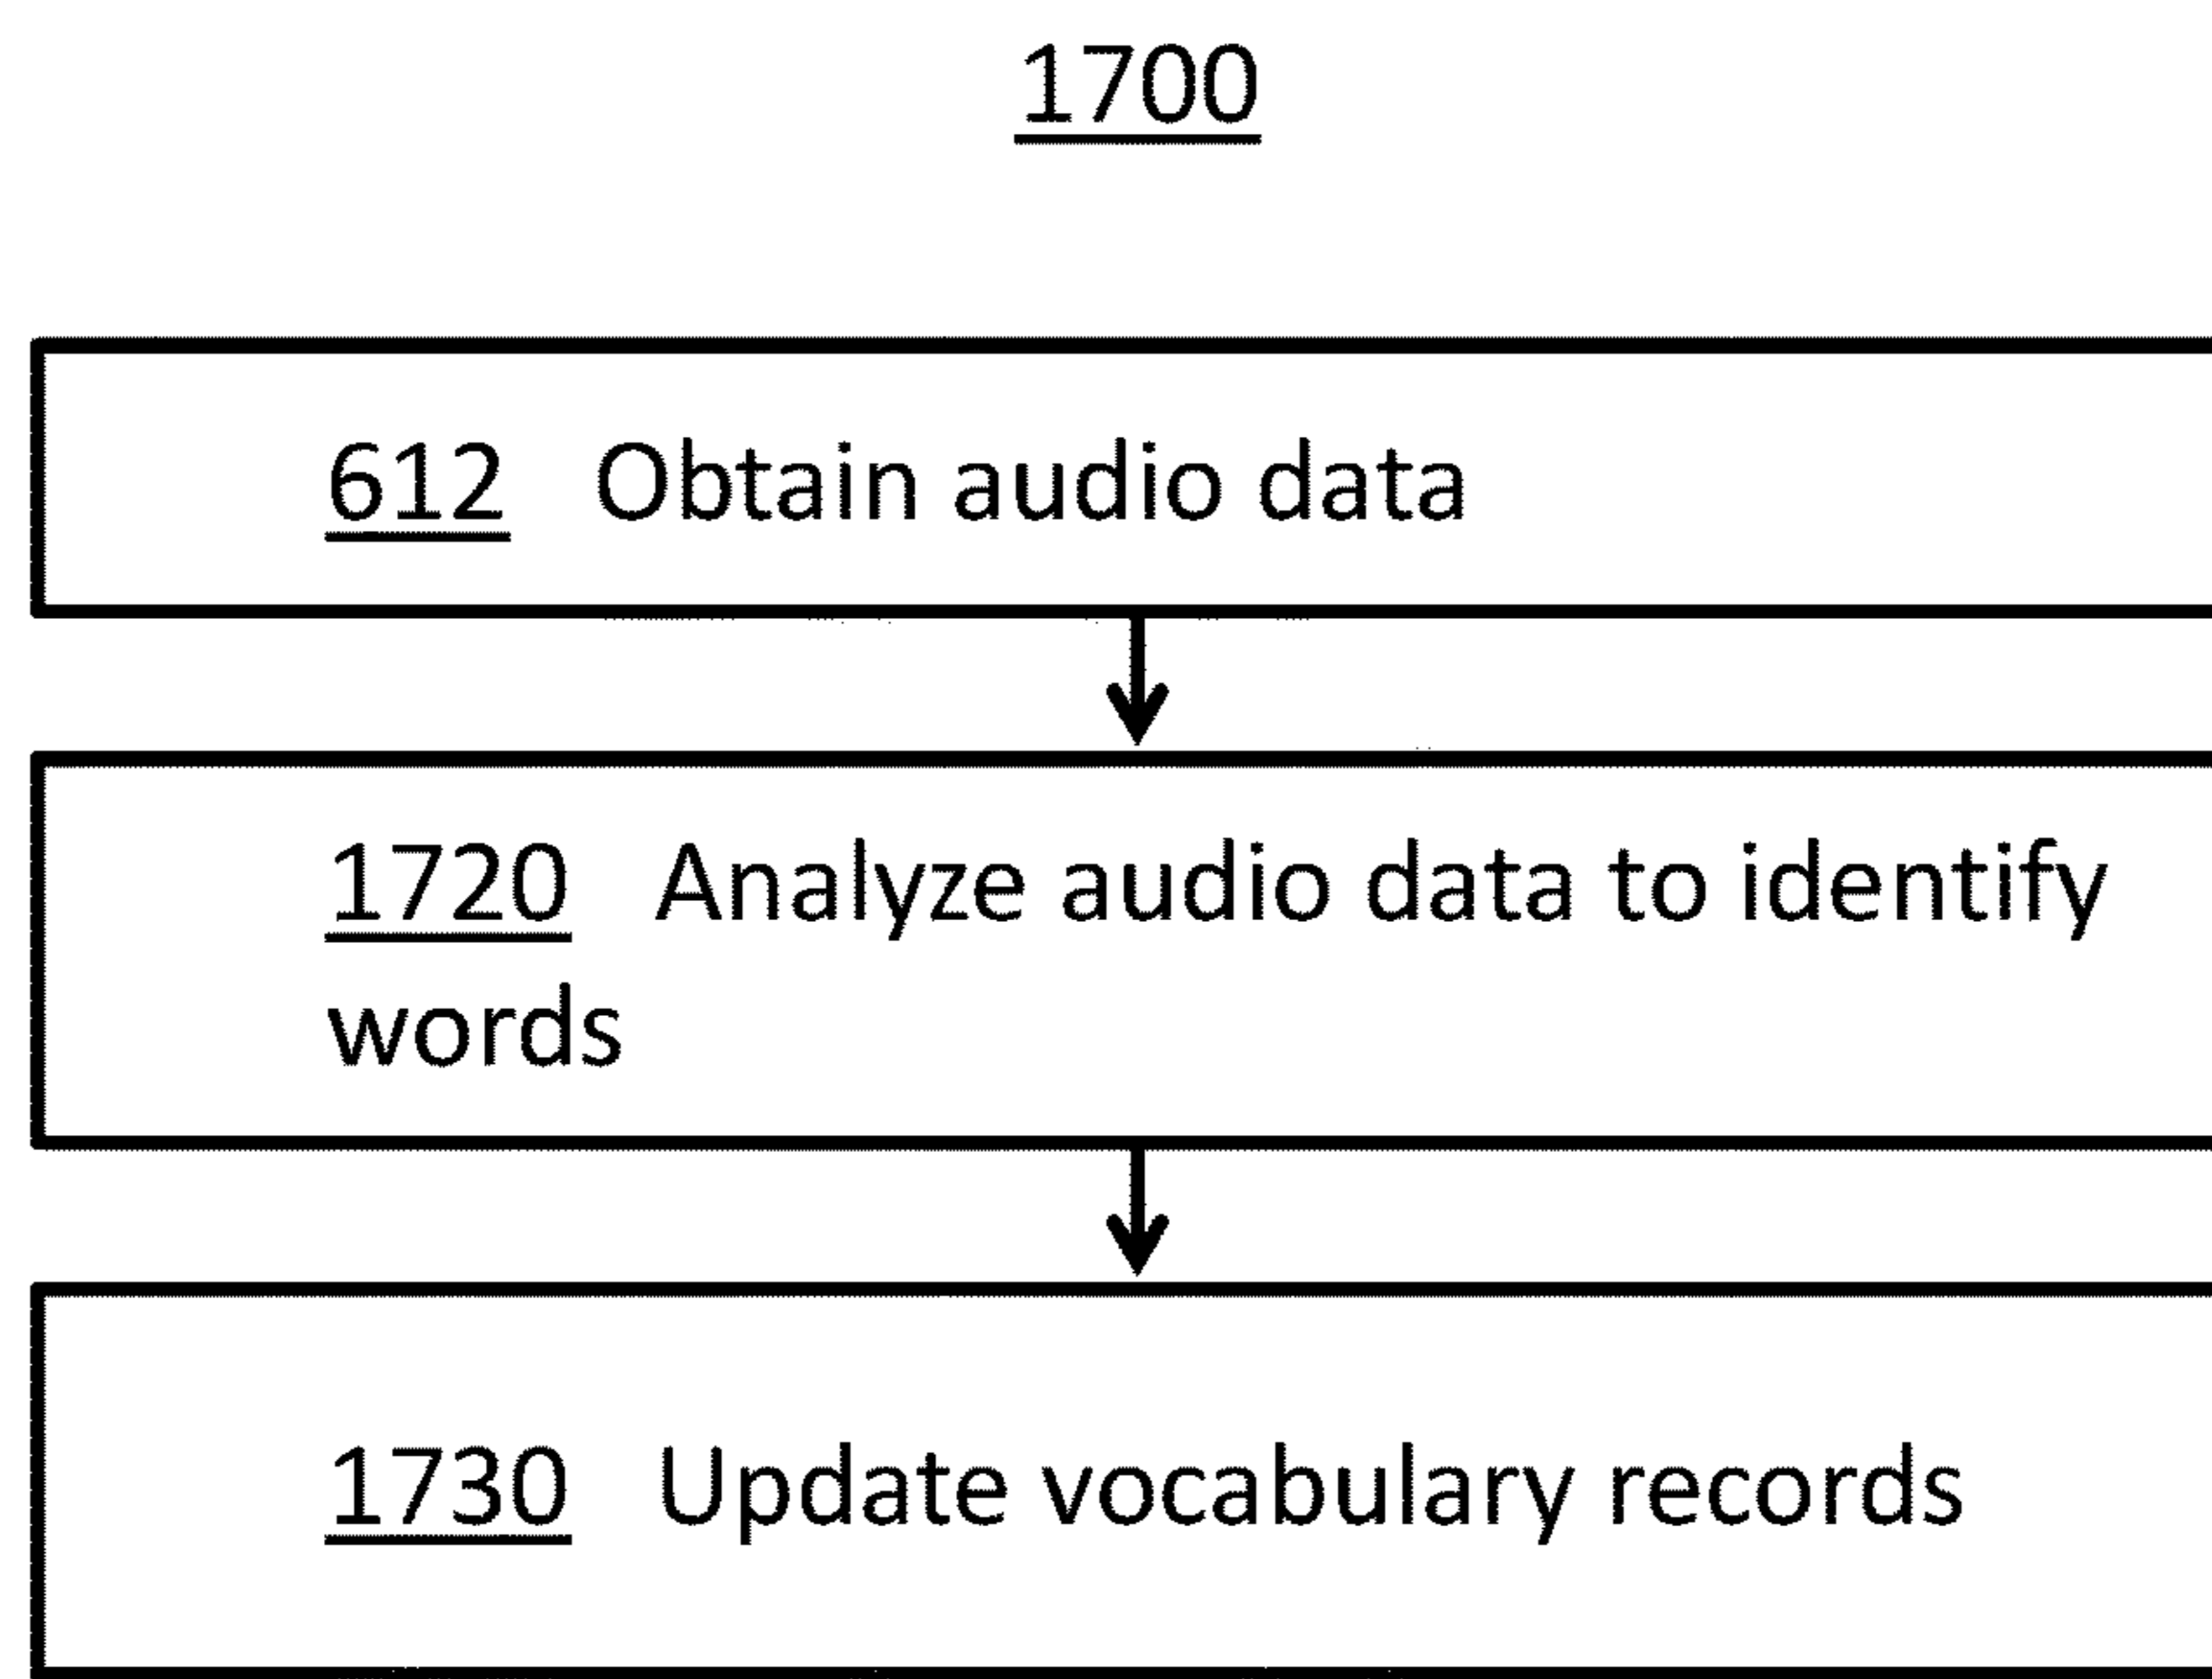 1700
612 Obtain audio data
1720 Analyze audio data to identify
words
1730 Update vocabulary records